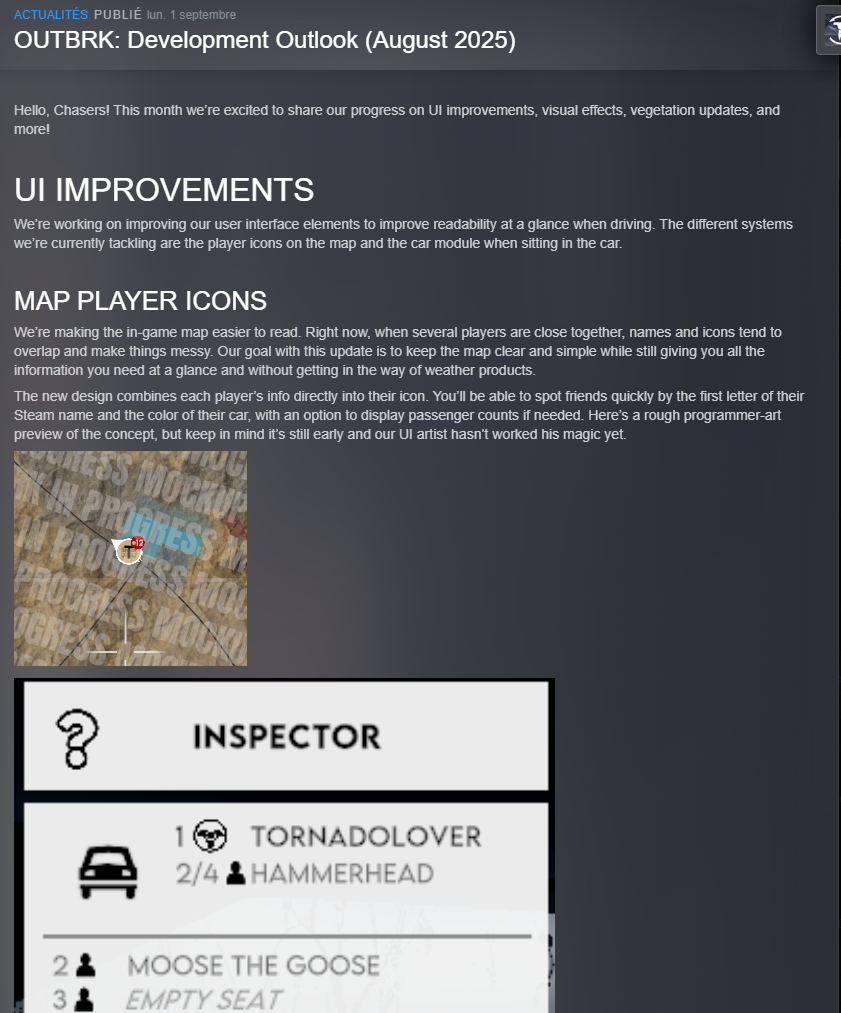 ACTUALITÉS PUBLIÉ lun. 1 septembre
OUTBRK: Development Outlook (August 2025)
Hello, Chasers! This month we're excited to share our progress on UI improvements, visual effects, vegetation updates, and
more!
UI IMPROVEMENTS
We're working on improving our user interface elements to improve readability at a glance when driving. The different systems
we're currently tackling are the player icons on the map and the car module when sitting in the car.
MAP PLAYER ICONS
We're making the in-game map easier to read. Right now, when several players are close together, names and icons tend to
overlap and make things messy. Our goal with this update is to keep the map clear and simple while still giving you all the
information you need at a glance and without getting in the way of weather products.
The new design combines each player's info directly into their icon. You'll be able to spot friends quickly by the first letter of their
Steam name and the color of their car, with an option to display passenger counts if needed. Here's a rough programmer-art
preview of the concept, but keep in mind it's still early and our UI artist hasn't worked his magic yet.
OGRESS MOCKUP
IN PROGRESS
IN PROGRESS
PROGRESS MOCKU
OGRESS MOCKU
T +12
INSPECTOR
1 TORNADOLOVER
2/4 HAMMERHEAD
2 MOOSE THE GOOSE
3 EMPTY SEAT